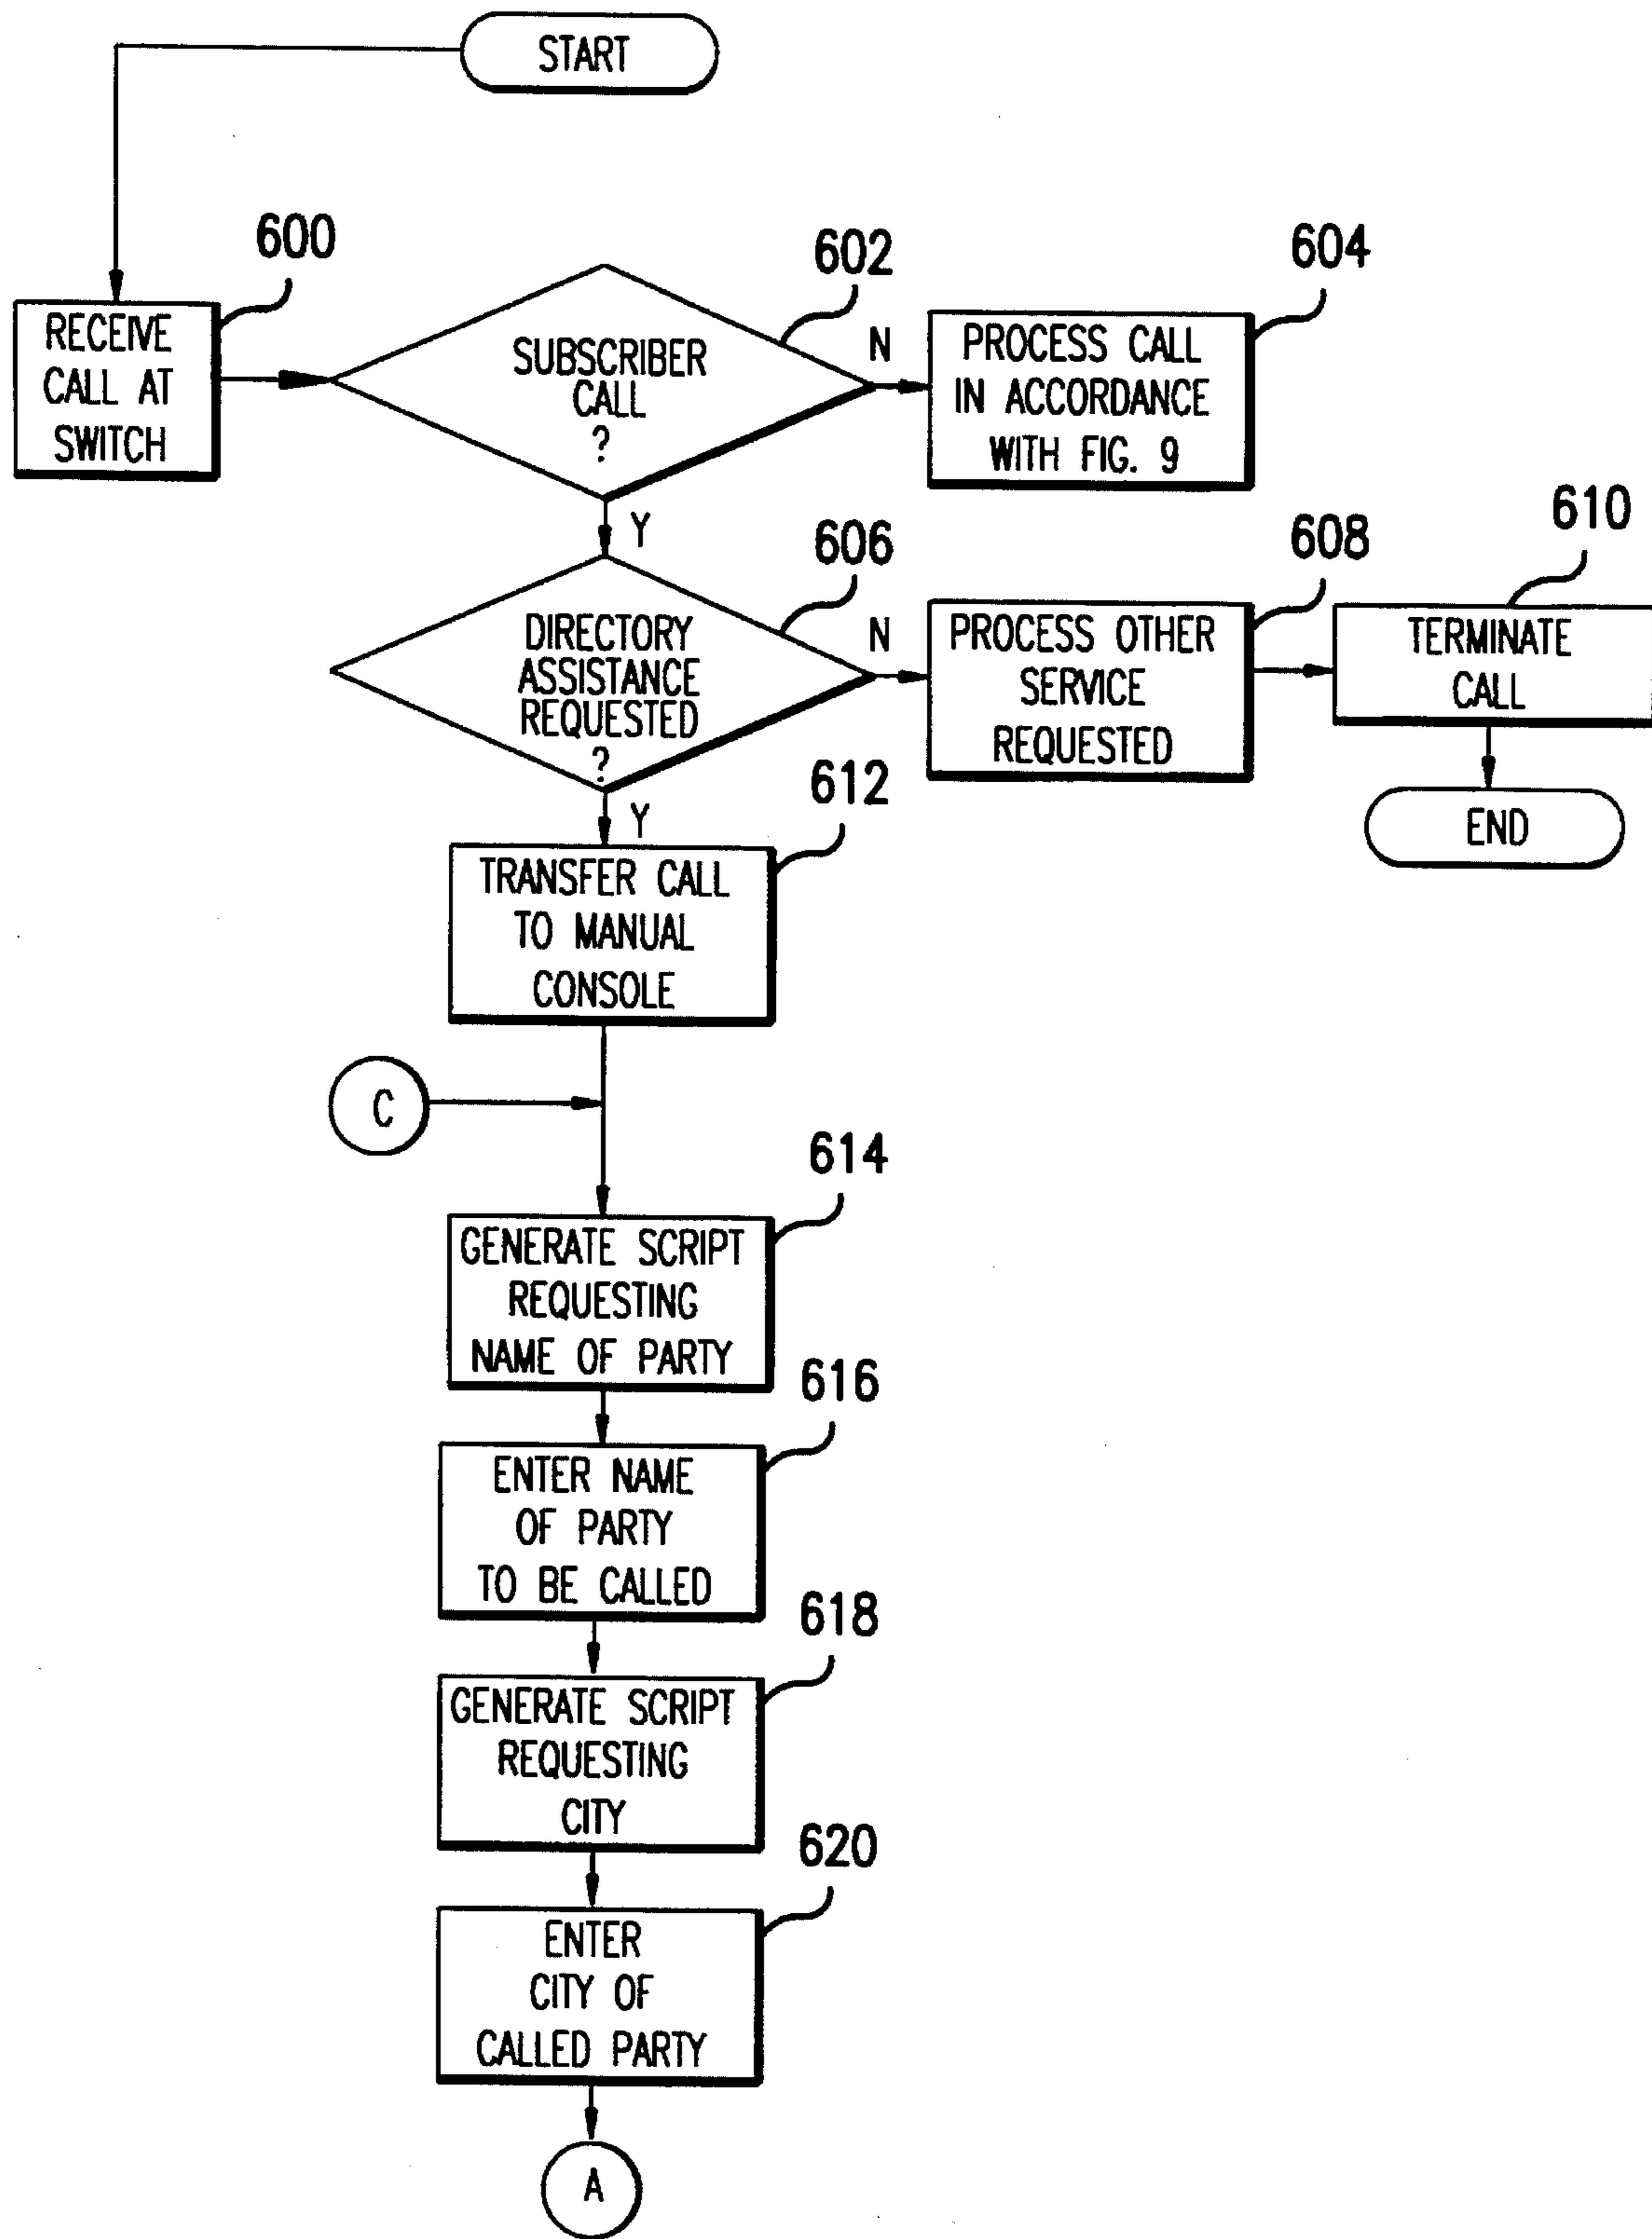 START
600
RECEIVE
CALL AT
SWITCH
602
SUBSCRIBER
CALL
?
N
604
PROCESS CALL
IN ACCORDANCE
WITH FIG. 9
Y
606
DIRECTORY
ASSISTANCE
REQUESTED
?
N
608
PROCESS OTHER
SERVICE
REQUESTED
610
TERMINATE
CALL
END
Y
612
TRANSFER CALL
TO MANUAL
CONSOLE
C
614
GENERATE SCRIPT
REQUESTING
NAME OF PARTY
616
ENTER NAME
OF PARTY
TO BE CALLED
618
GENERATE SCRIPT
REQUESTING
CITY
620
ENTER
CITY OF
CALLED PARTY
A